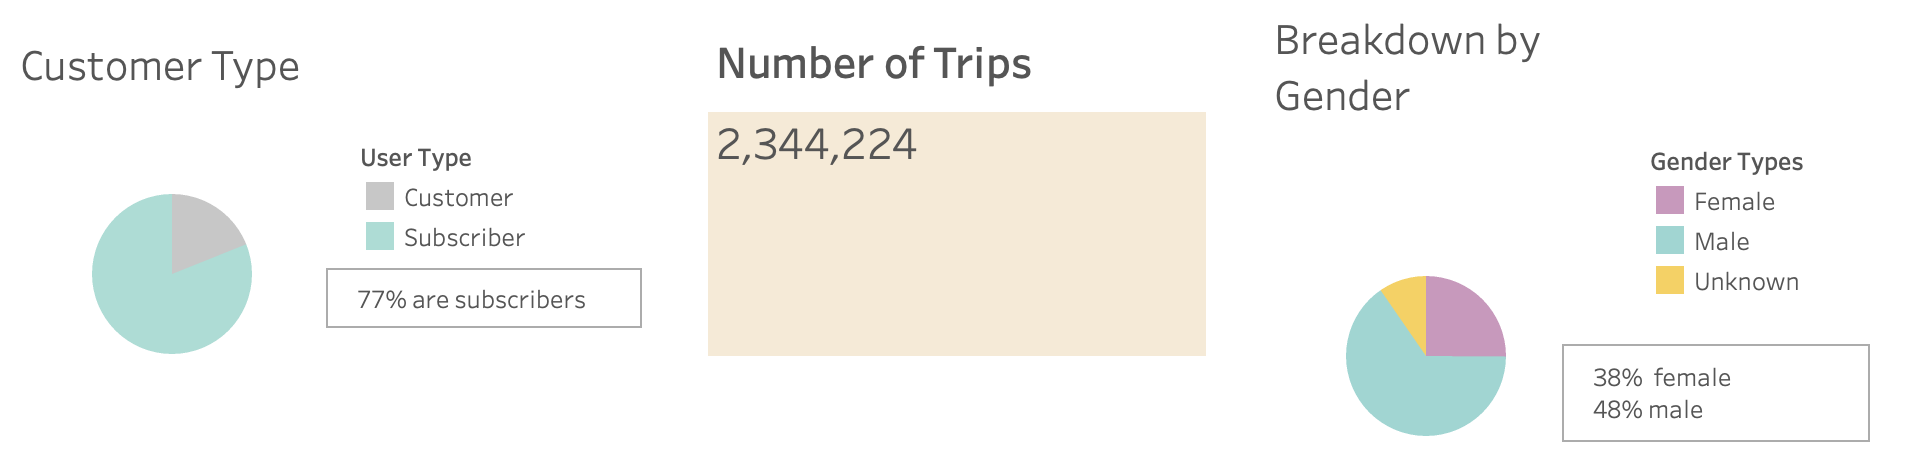 Customer Type
User Type
Customer
Subscriber
77% are subscribers
Number of Trips
2,344,224
Breakdown by
Gender
Gender Types
Female
Male
Unknown
38%  female
48% male